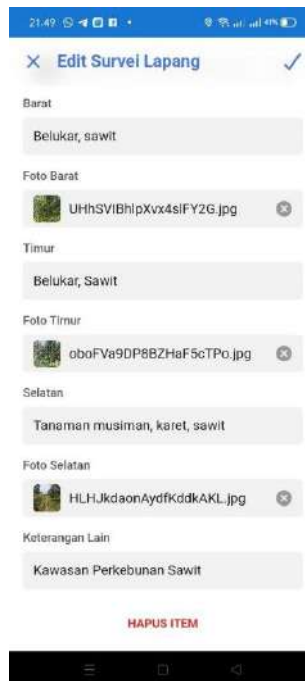 21.49
41%
Edit Survei Lapang
Barat
Belukar, sawit
Foto Barat
UHhSVIBhlpXvx4slFY2G.jpg
Timur
Belukar, Sawit
Foto Timur
oboFVa9DP8BZHaF5cTPo.jpg
Selatan
Tanaman musiman, karet, sawit
Foto Selatan
HLHJkdaonAydfKddkAKL.jpg
Keterangan Lain
Kawasan Perkebunan Sawit
HAPUS ITEM